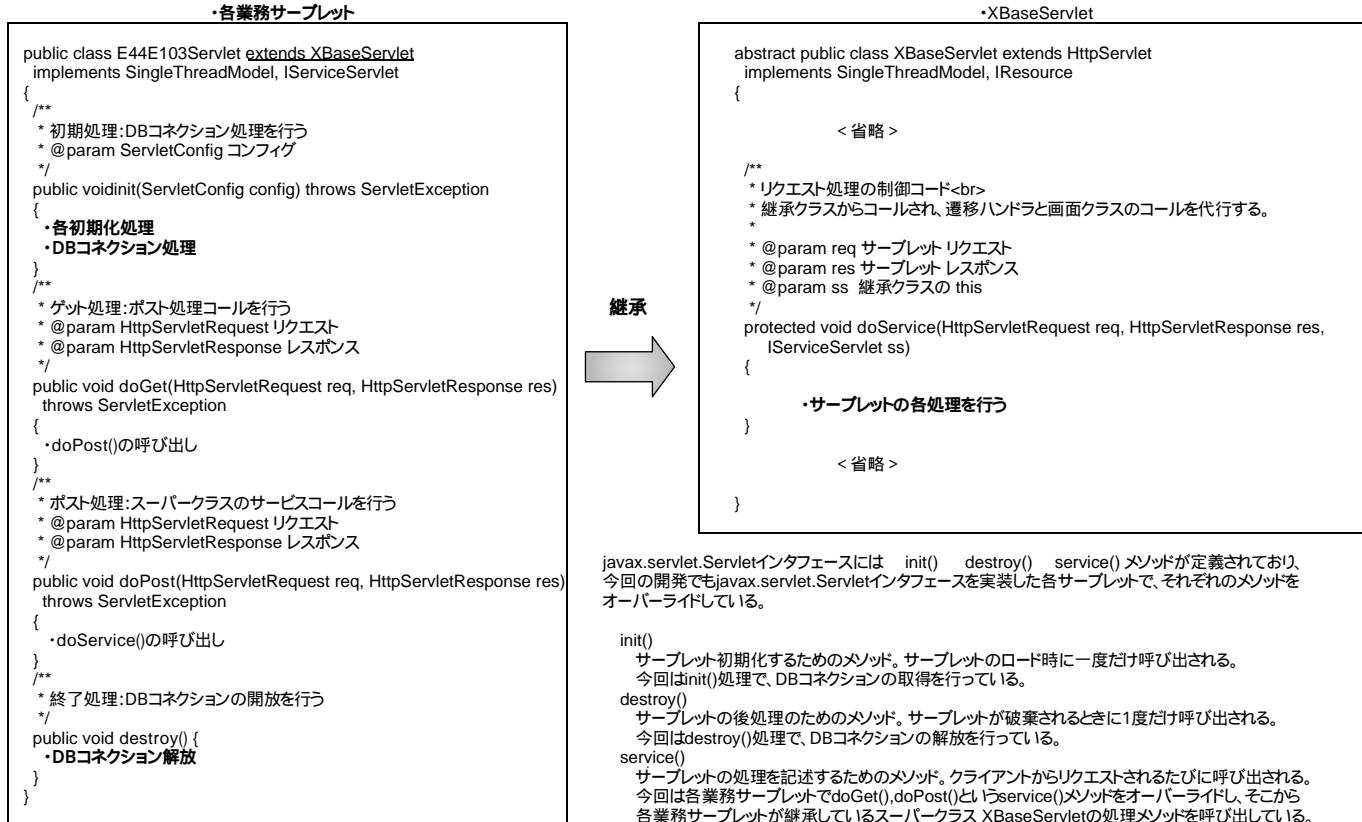 ・各業務サーブレット
public class E44E103Servlet extends XBaseServlet
implements SingleThreadModel, IServiceServlet
{
/**
* 初期処理:DBコネクション処理を行う
* @param ServletConfig コンフィグ
*/
public voidinit(ServletConfig config) throws ServletException
{
・各初期化処理
・DBコネクション処理
}
/**
* ゲット処理:ポスト処理コールを行う
* @param HttpServletRequest リクエスト
* @param HttpServletResponse レスポンス
*/
public void doGet(HttpServletRequest req, HttpServletResponse res)
throws ServletException
{
・doPost()の呼び出し
}
/**
* ポスト処理:スーパークラスのサービスコールを行う
* @param HttpServletRequest リクエスト
* @param HttpServletResponse レスポンス
*/
public void doPost(HttpServletRequest req, HttpServletResponse res)
throws ServletException
{
・doService()の呼び出し
}
/**
* 終了処理:DBコネクションの開放を行う
*/
public void destroy() {
・DBコネクション解放
}
}
継承
・XBaseServlet
abstract public class XBaseServlet extends HttpServlet
implements SingleThreadModel, IResource
{
< 省略 >
/**
* リクエスト処理の制御コード<br>
* 継承クラスからコールされ、遷移ハンドラと画面クラスのコールを代行する。
*
* @param req サーブレット リクエスト
* @param res サーブレット レスポンス
* @param ss 継承クラスの this
*/
protected void doService(HttpServletRequest req, HttpServletResponse res,
IServiceServlet ss)
{
・サーブレットの各処理を行う
}
< 省略 >
}
javax.servlet.Servletインタフェースには init() destroy() service() メソッドが定義されており、
今回の開発でもjavax.servlet.Servletインタフェースを実装した各サーブレットで、それぞれのメソッドを
オーバーライドしている。
init()
サーブレット初期化するためのメソッド。サーブレットのロード時に一度だけ呼び出される。
今回はinit()処理で、DBコネクションの取得を行っている。
destroy()
サーブレットの後処理のためのメソッド。サーブレットが破棄されるときに1度だけ呼び出される。
今回はdestroy()処理で、DBコネクションの解放を行っている。
service()
サーブレットの処理を記述するためのメソッド。クライアントからリクエストされるたびに呼び出される。
今回は各業務サーブレットでdoGet(),doPost()というservice()メソッドをオーバーライドし、そこから
各業務サーブレットが継承しているスーパークラス XBaseServletの処理メソッドを呼び出している。